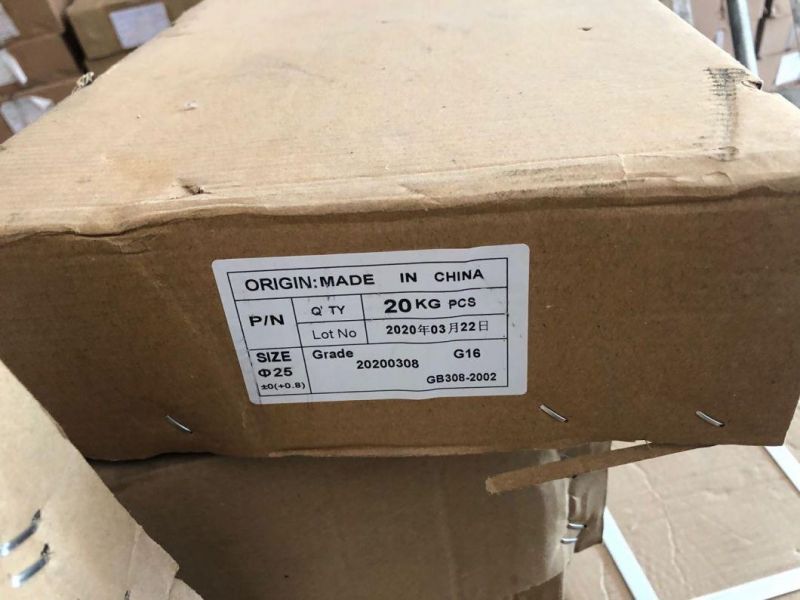 ORIGIN:MADE IN CHINA
P/N Q'TY 20KG PCS
Lot No 2020年03月22日
SIZE Grade G16
Φ25 20200308
±0(+0.8) GB308-2002